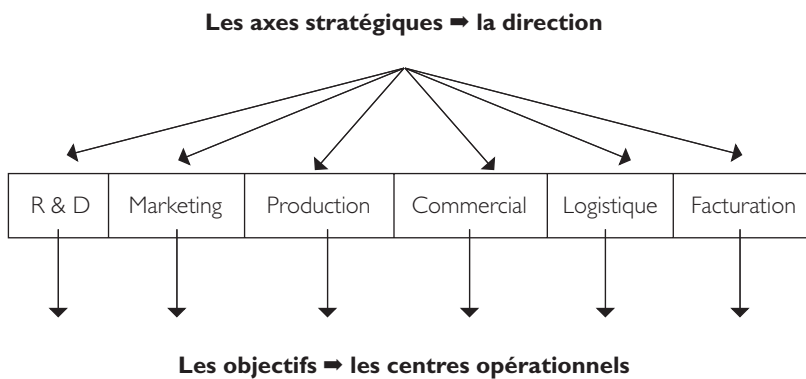 Les axes stratégiques ➡ la direction
R & D Marketing Production Commercial Logistique Facturation
Les objectifs ➡ les centres opérationnels